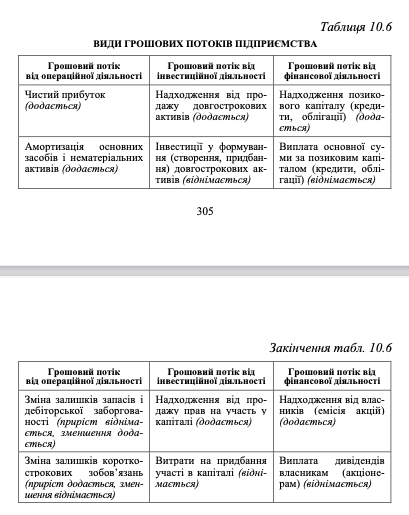 Таблиця 10.6
ВИДИ ГРОШОВИХ ПОТОКІВ ПІДПРИЄМСТВА
Грошовий потік
від операційної діяльності
Грошовий потік від
інвестиційної діяльності
Грошовий потік від
фінансової діяльності
Чистий прибуток
(додається)
Надходження від про-
дажу довгострокових
активів (додається)
Надходження позико-
вого капіталу (креди-
ти, облігації) (дода-
ється)
Амортизація основних
засобів і нематеріальних
активів (додається)
Інвестиції у формуван-
ня (створення, придбан-
ня) довгострокових ак-
тивів (віднімається)
Виплата основної су-
ми за позиковим капі-
талом (кредити, облі-
гації) (віднімається)
305
Закінчення табл. 10.6
Грошовий потік
від операційної діяльності
Грошовий потік від
інвестиційної діяльності
Грошовий потік від
фінансової діяльності
Зміна залишків запасів і
дебіторської заборгова-
ності (приріст відніма-
ється, зменшення дода-
ється)
Надходження від про-
дажу прав на участь у
капіталі (додається)
Надходження від влас-
ників (емісія акцій)
(додається)
Зміна залишків коротко-
строкових зобов’язань
(приріст додається, змен-
шення віднімається)
Витрати на придбання
участі в капіталі (відні-
мається)
Виплата дивідендів
власникам (акціоне-
рам) (віднімається)